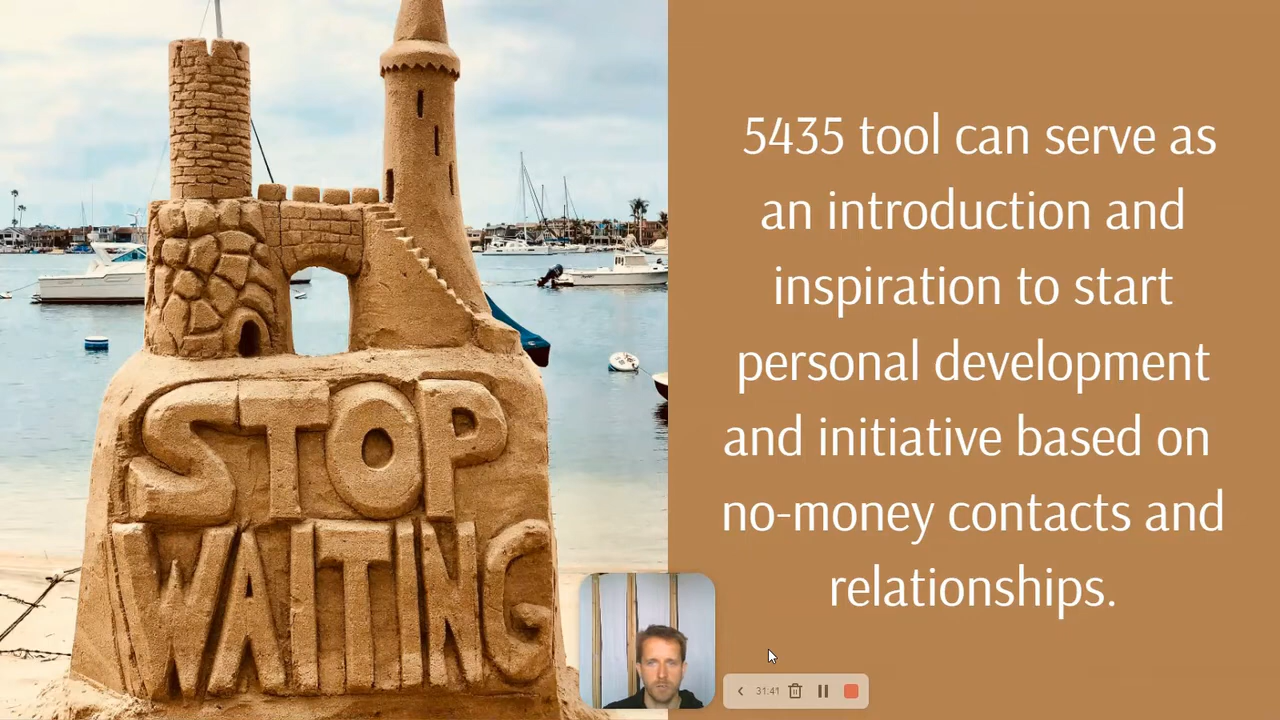 STOP
WAITING
5435 tool can serve as
an introduction and
inspiration to start
personal development
and initiative based on
no-money contacts and
relationships.
31:41